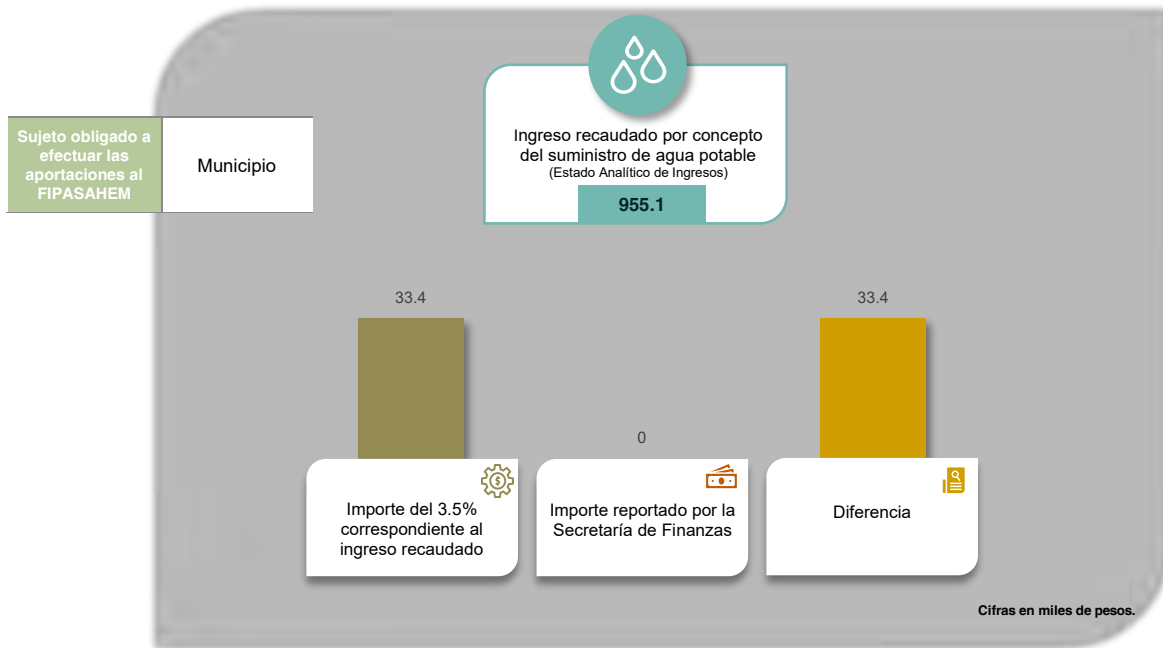 Sujeto obligado a
efectuar las
aportaciones al
FIPASAHEM
Municipio
Ingreso recaudado por concepto
del suministro de agua potable
(Estado Analítico de Ingresos)
955.1
33.4
0
33.4
Importe del 3.5%
correspondiente al
ingreso recaudado
Importe reportado por la
Secretaría de Finanzas
Diferencia
Cifras en miles de pesos.